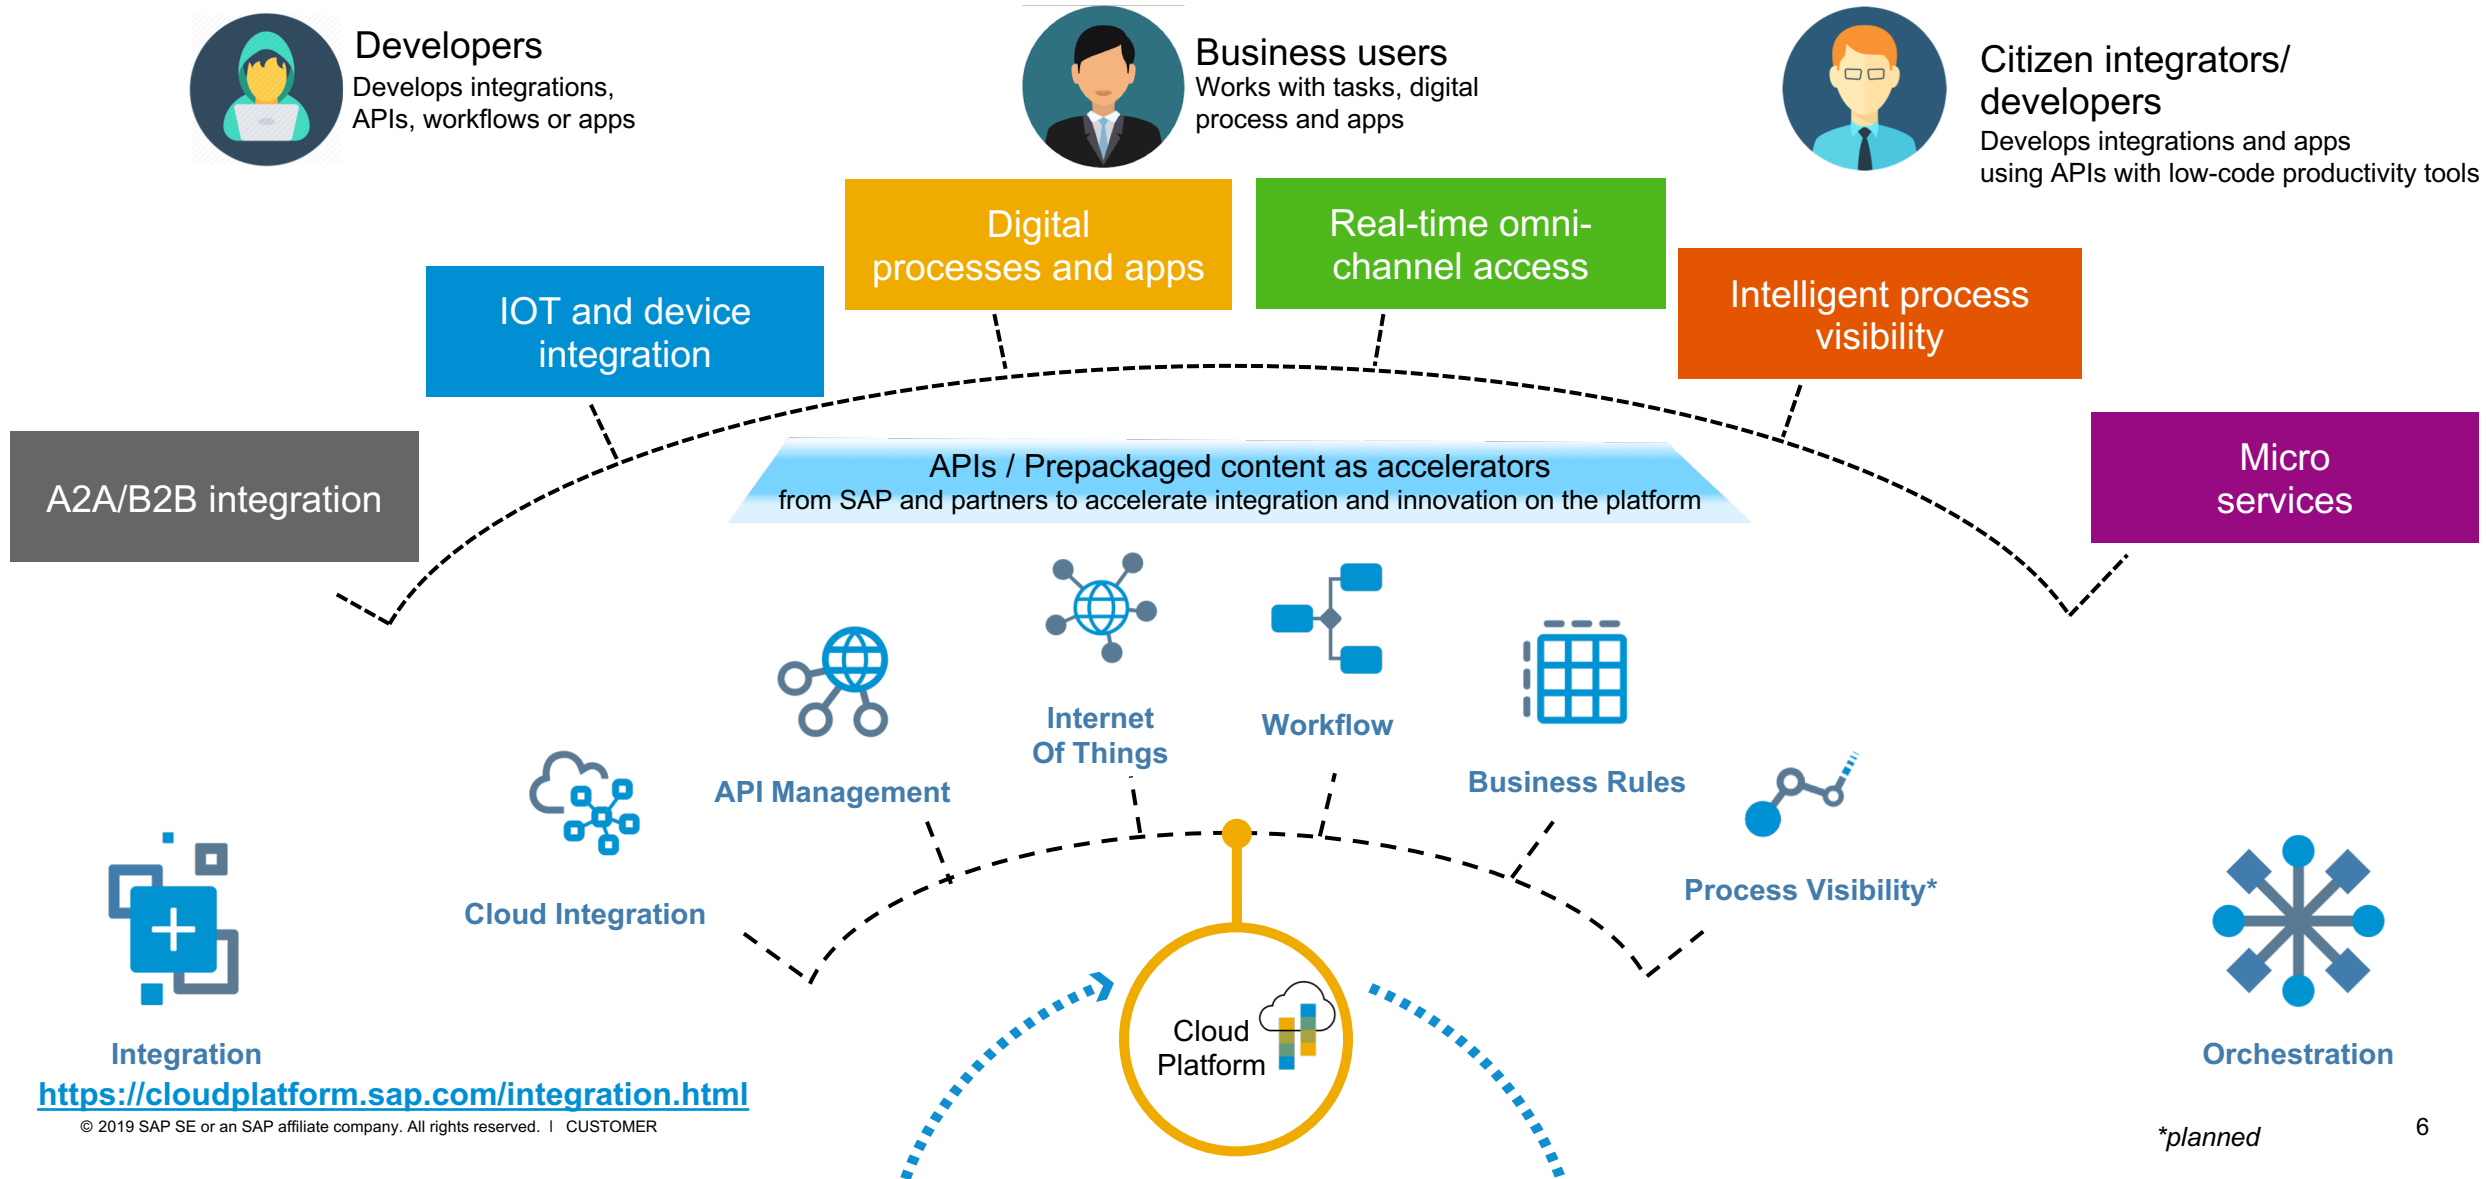 Developers
Develops integrations,
APIs, workflows or apps
Business users
Works with tasks, digital
process and apps
Citizen integrators/
developers
Develops integrations and apps
using APIs with low-code productivity tools
Digital
processes and apps
Real-time omni-
channel access
IOT and device
integration
Intelligent process
visibility
A2A/B2B integration
Micro
services
APIs / Prepackaged content as accelerators
from SAP and partners to accelerate integration and innovation on the platform
Internet
Of Things
Workflow
API Management
Business Rules
Cloud Integration
Process Visibility*
Cloud
Platform
Integration
Orchestration
https://cloudplatform.sap.com/integration.html
© 2019 SAP SE or an SAP affiliate company. All rights reserved. | CUSTOMER
*planned
6